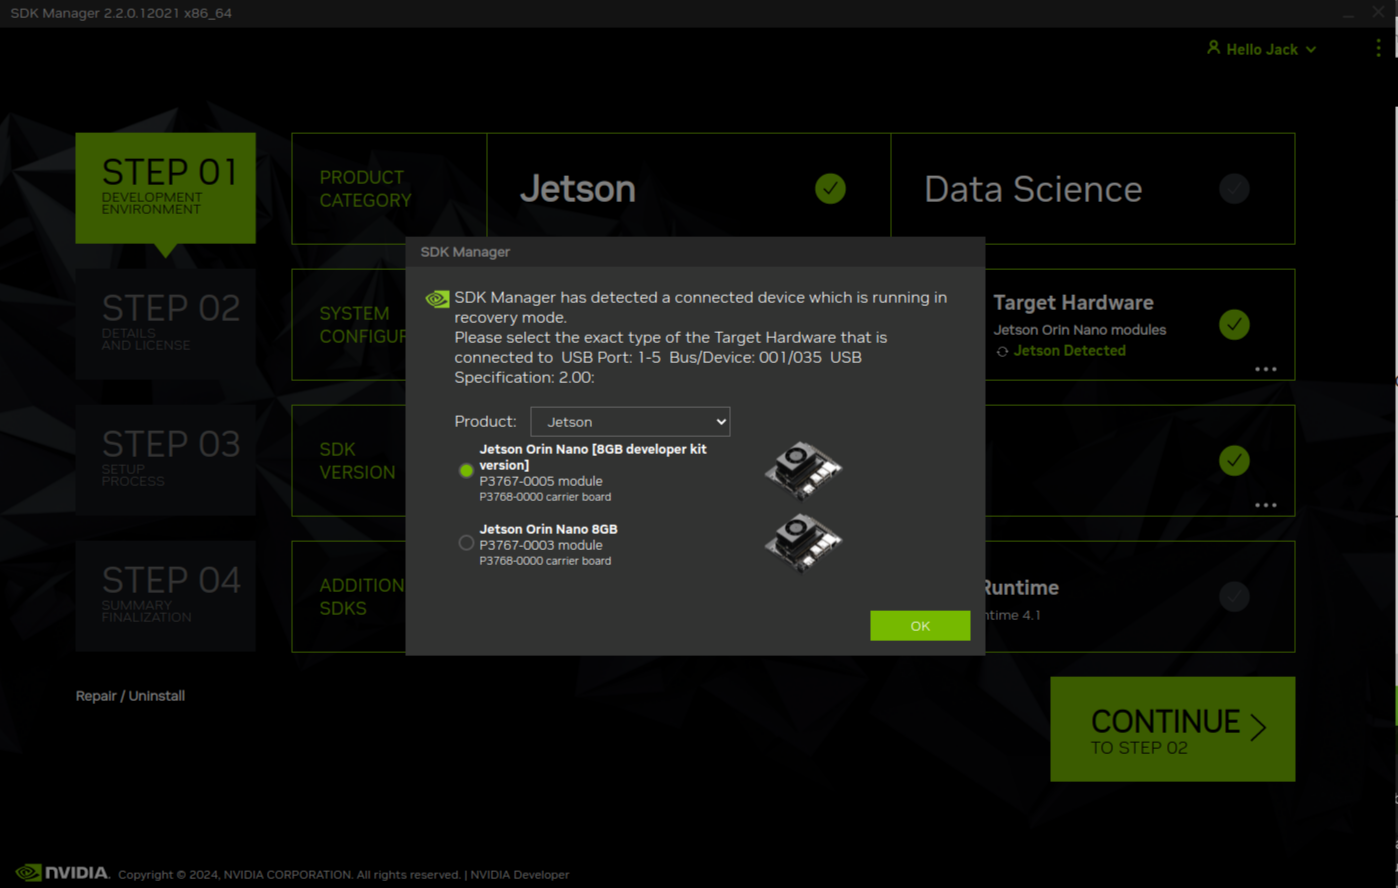 SDK Manager 2.2.0.12021 x86_64
Hello Jack
STEP 01
DEVELOPMENT
ENVIRONMENT
PRODUCT
CATEGORY
Jetson
Data Science
STEP 02
DETAILS
AND LICENSE
SYSTEM
Target Hardware
Jetson Orin Nano modules
Jetson Detected
STEP 03
SETUP
PROCESS
SDK
VERSION
STEP 04
SUMMARY
FINALIZATION
SDKS
4.1
SDK Manager
SDK Manager has detected a connected device which is running in
recovery mode.
Please select the exact type of the Target Hardware that is
connected to USB Port: 1-5 Bus/Device: 001/035 USB
Specification: 2.00:
Product: Jetson
Jetson Orin Nano [8GB developer kit
version]
P3767-0005 module
P3768-0000 carrier board
Jetson Orin Nano 8GB
P3767-0003 module
P3768-0000 carrier board
OK
Repair / Uninstall
CONTINUE
TO STEP 02
NVIDIA. Copyright © 2024, NVIDIA CORPORATION. All rights reserved. | NVIDIA Developer